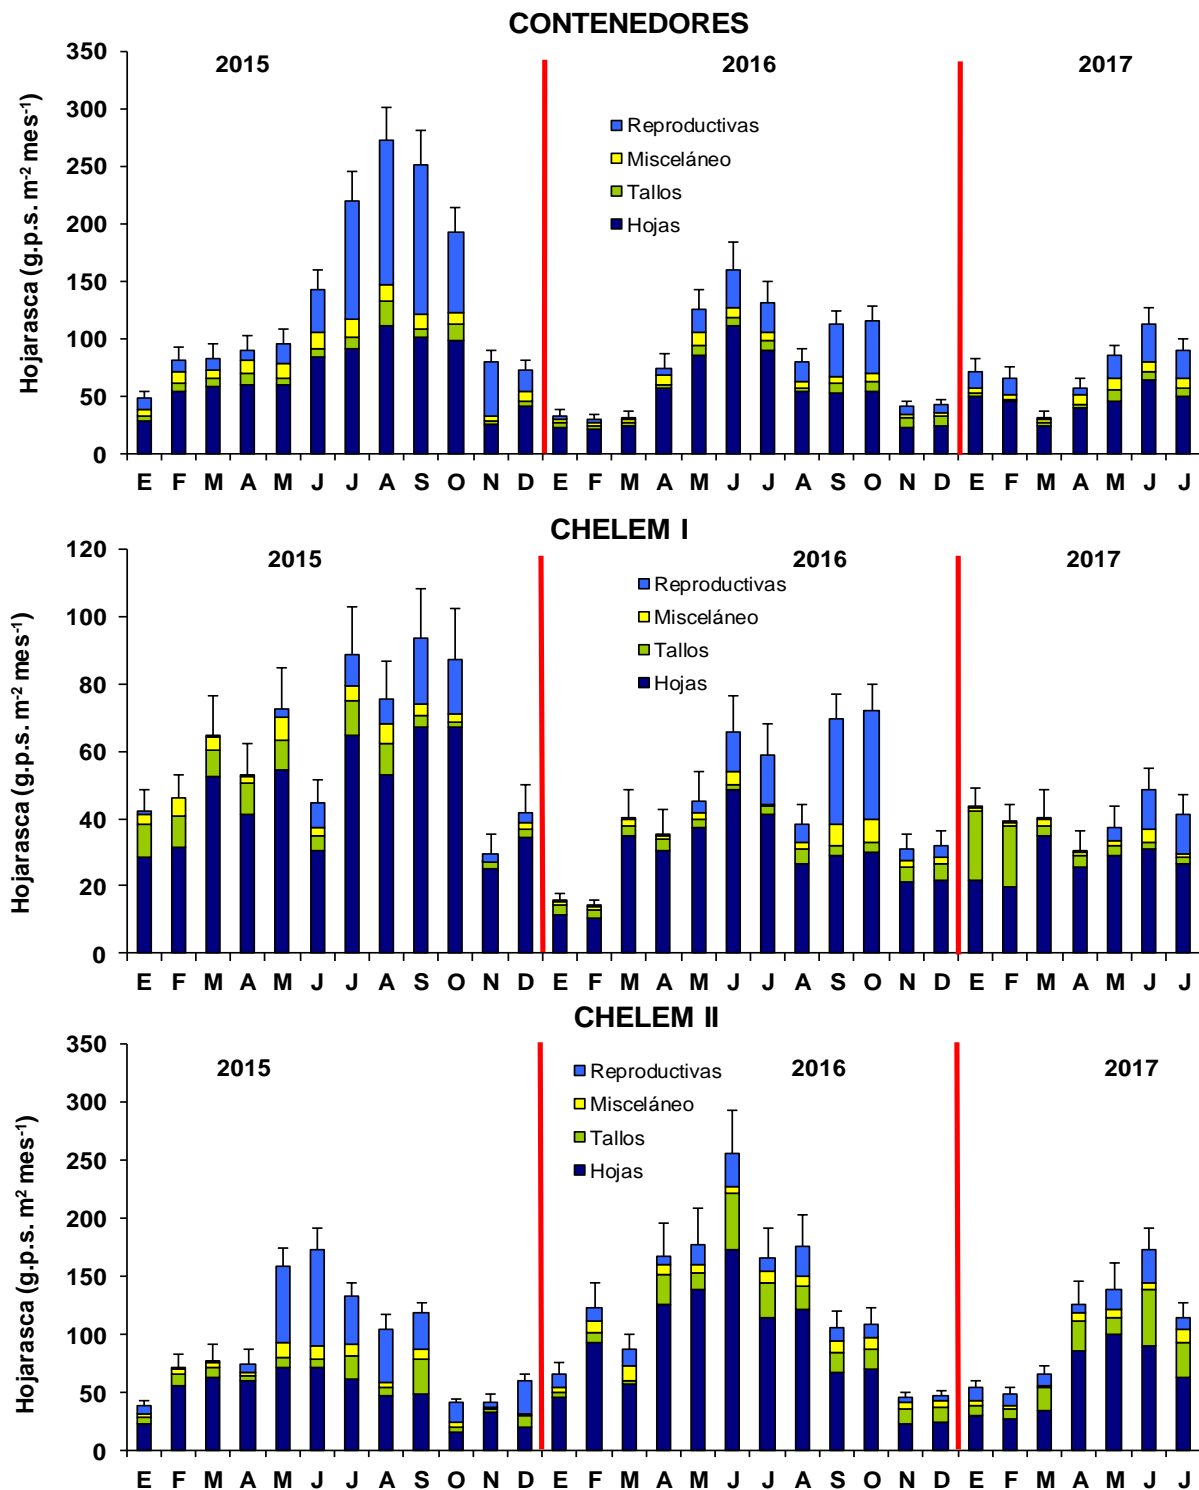 CONTENEDORES
Hojarasca (g.p.s. m-2 mes-1)
350
300
250
200
150
100
50
0
2015
2016
2017
Reproductivas
Misceláneo
Tallos
Hojas
E F M A M J J A S O N D E F M A M J J A S O N D E F M A M J J
CHELEM I
Hojarasca (g.p.s. m-2 mes-1)
120
100
80
60
40
20
0
2015
2016
2017
Reproductivas
Misceláneo
Tallos
Hojas
E F M A M J J A S O N D E F M A M J J A S O N D E F M A M J J
CHELEM II
Hojarasca (g.p.s. m2 mes-1)
350
300
250
200
150
100
50
0
2015
2016
2017
Reproductivas
Misceláneo
Tallos
Hojas
E F M A M J J A S O N D E F M A M J J A S O N D E F M A M J J